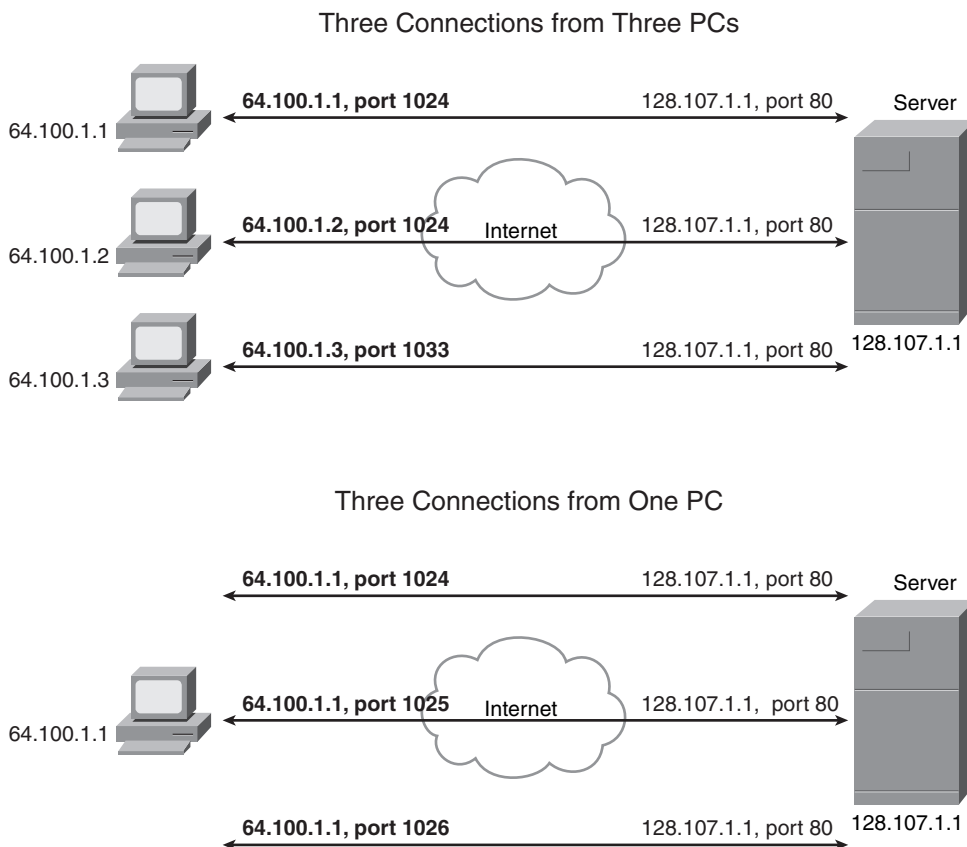 Three Connections from Three PCs
64.100.1.1, port 1024
128.107.1.1, port 80
Server
64.100.1.1
64.100.1.2, port 1024
Internet
128.107.1.1, port 80
64.100.1.2
64.100.1.3, port 1033
128.107.1.1, port 80
128.107.1.1
64.100.1.3
Three Connections from One PC
64.100.1.1, port 1024
128.107.1.1, port 80
Server
64.100.1.1, port 1025
Internet
128.107.1.1, port 80
64.100.1.1
64.100.1.1, port 1026
128.107.1.1, port 80
128.107.1.1